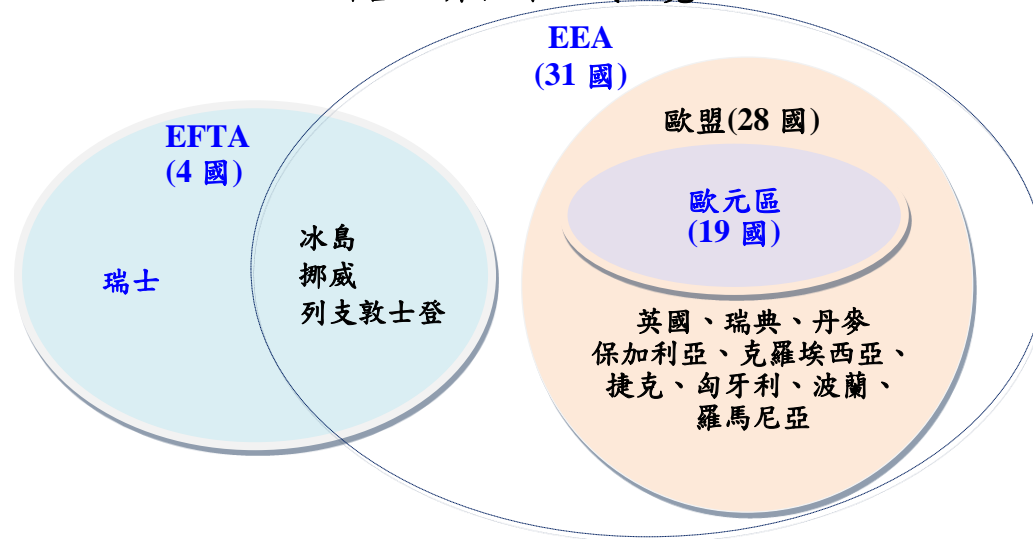 EEA
(31 國)
歐盟(28 國)
EFTA
(4 國)
歐元區
(19 國)
冰島
挪威
列支敦士登
瑞士
英國、瑞典、丹麥
保加利亞、克羅埃西亞、
捷克、匈牙利、波蘭、
羅馬尼亞